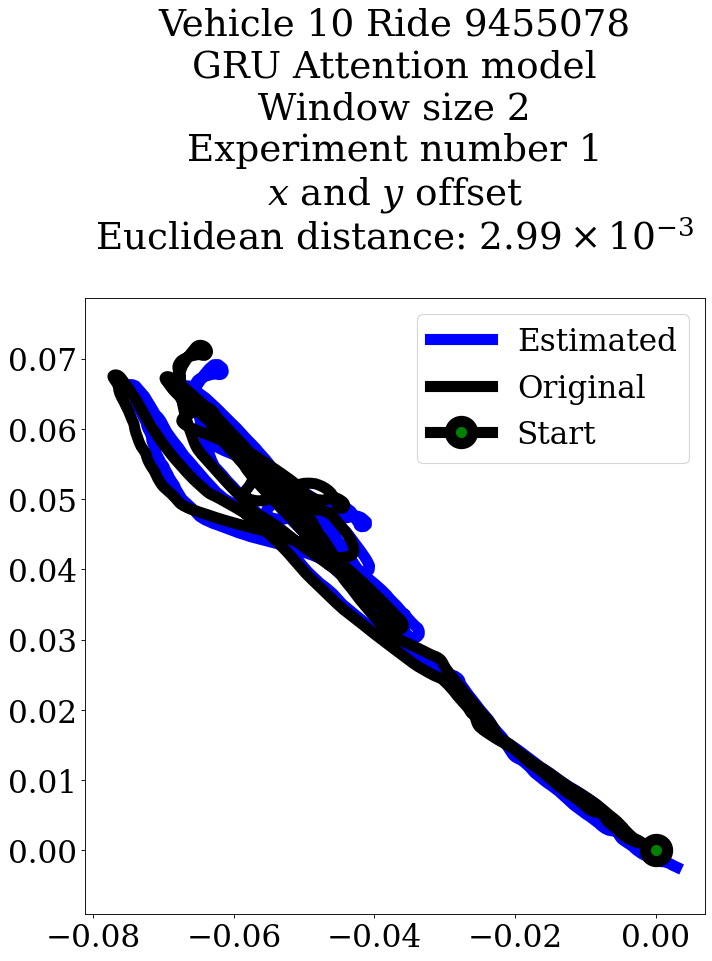 Vehicle 10 Ride 9455078
GRU Attention model
Window size 2
Experiment number 1
x and y offset
Euclidean distance: 2.99 × 10⁻³
Estimated
Original
Start
0.07
0.06
0.05
0.04
0.03
0.02
0.01
0.00
−0.08 −0.06 −0.04 −0.02 0.00